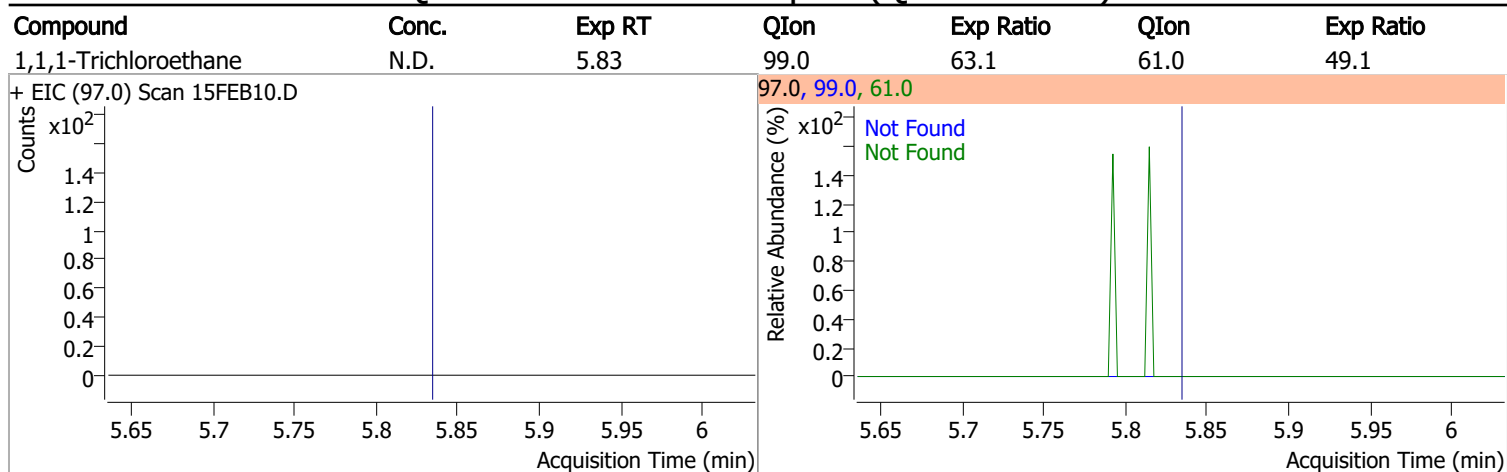 Compound Conc. Exp RT QIon Exp Ratio QIon Exp Ratio
1,1,1-Trichloroethane N.D. 5.83 99.0 63.1 61.0 49.1
+ EIC (97.0) Scan 15FEB10.D
Counts
x10²
1.4
1.2
1
0.8
0.6
0.4
0.2
0
5.65 5.7 5.75 5.8 5.85 5.9 5.95 6
Acquisition Time (min)
97.0, 99.0, 61.0
Relative Abundance (%)
x10²
Not Found
Not Found
1.4
1.2
1
0.8
0.6
0.4
0.2
0
5.65 5.7 5.75 5.8 5.85 5.9 5.95 6
Acquisition Time (min)